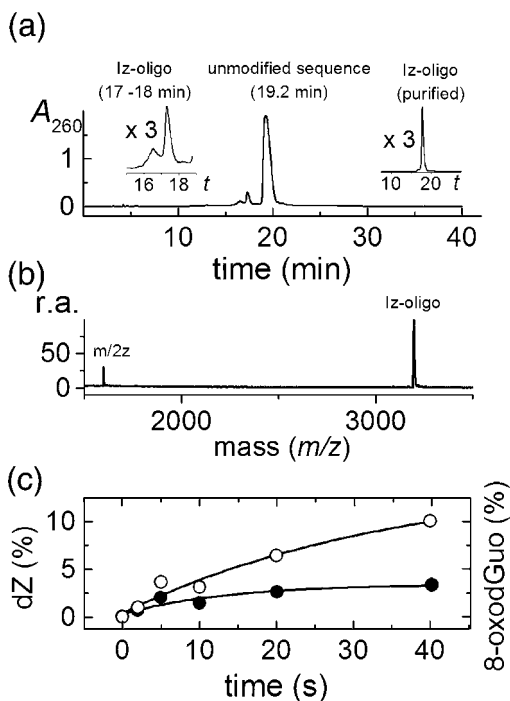 (a)
Iz-oligo
(17 -18 min)
unmodified sequence
(19.2 min)
Iz-oligo
(purified)
A260
x 3
x 3
1
0
16 18 t
10 20 t
10 20 30 40
time (min)
(b)
r.a.
Iz-oligo
m/2z
50
0
2000 3000
mass (m/z)
(c)
10
5
0
dZ (%)
8-oxodGuo (%)
0 10 20 30 40
time (s)